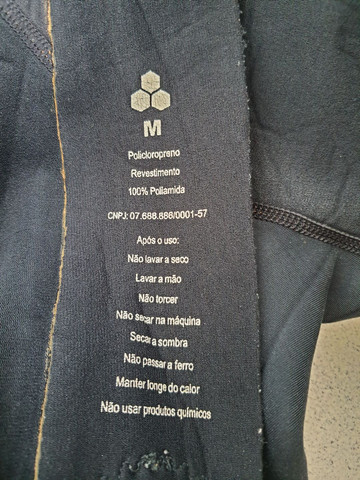 M
Policloropreno
Revestimento
100% Poliamida
CNPJ: 07.688.886/0001-57
Após o uso:
Não lavar a seco
Lavar a mão
Não torcer
Não secar na máquina
Secar a sombra
Não passar a ferro
Manter longe do calor
Não usar produtos químicos